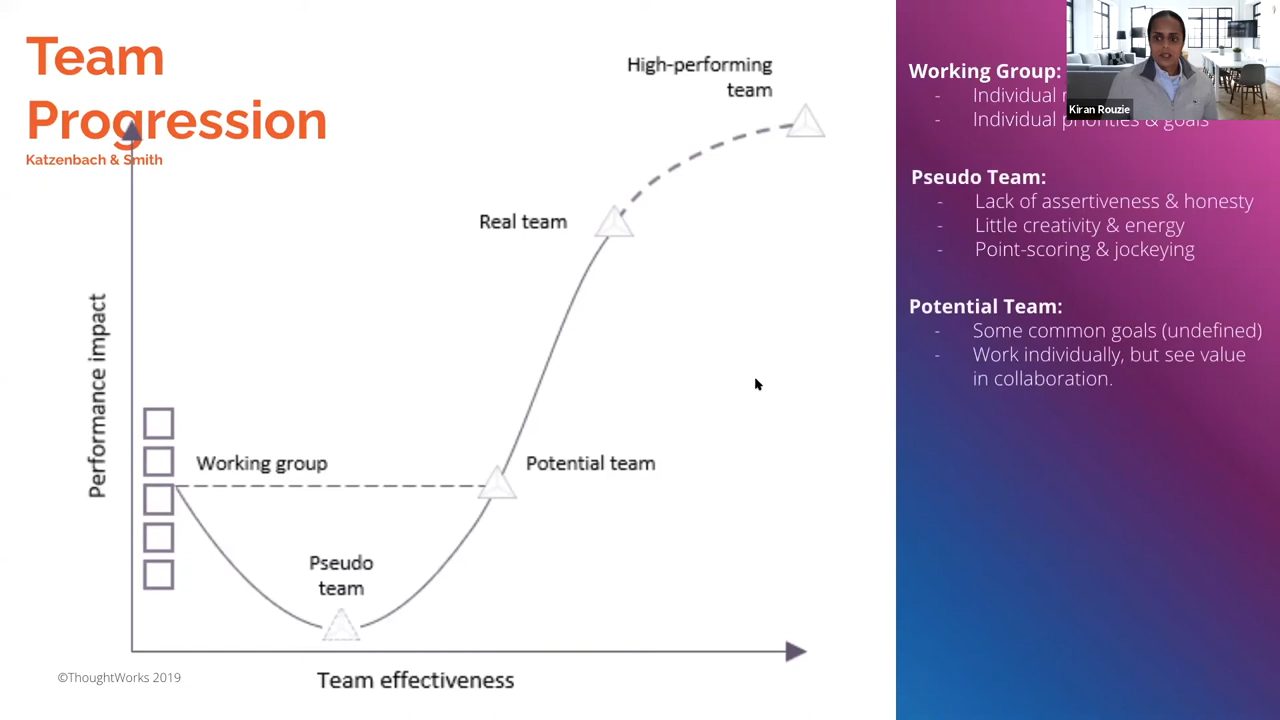 Team
Progression
Katzenbach & Smith
High-performing
team
Real team
Performance impact
Working group
Potential team
Pseudo
team
Team effectiveness
©ThoughtWorks 2019
Working Group:
- Individual
- Individual priorities & goals
Kiran Rouzie
Pseudo Team:
- Lack of assertiveness & honesty
- Little creativity & energy
- Point-scoring & jockeying
Potential Team:
- Some common goals (undefined)
- Work individually, but see value
in collaboration.